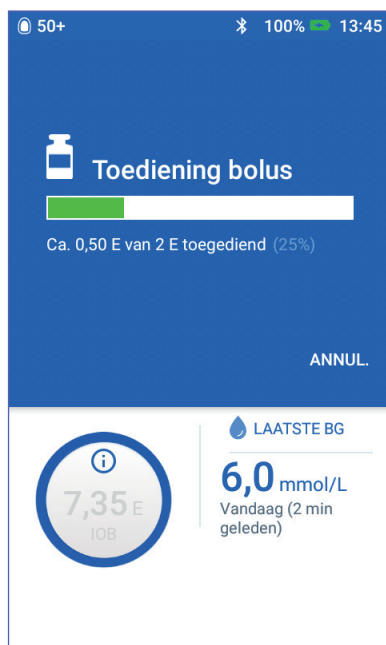 50+ 100% 13:45
Toediening bolus
Ca. 0,50 E van 2 E toegediend (25%)
ANNUL.
7,35 E
IOB
LAATSTE BG
6,0 mmol/L
Vandaag (2 min
geleden)